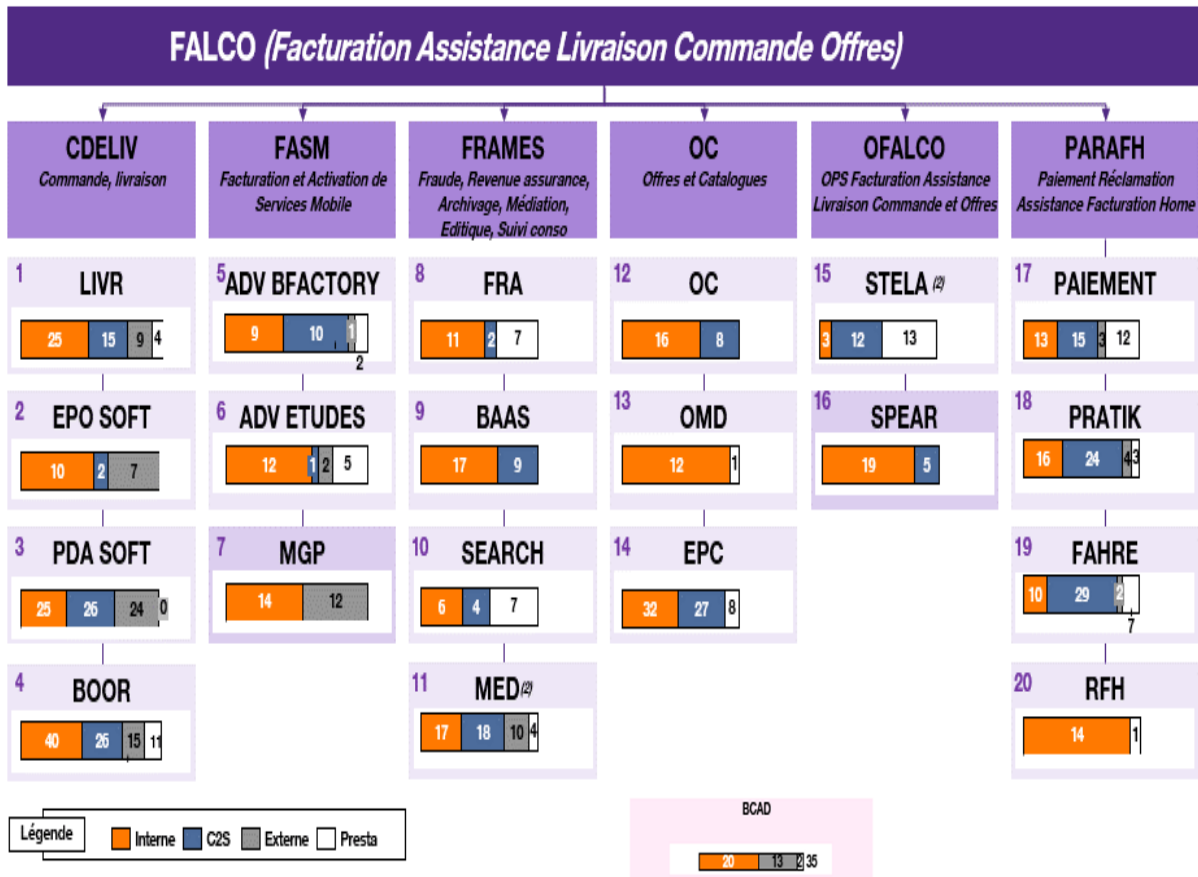 FALCO (Facturation Assistance Livraison Commande Offres)
CDELIV
Commande, livraison
FASM
Facturation et Activation de
Services Mobile
FRAMES
Fraude, Revenue assurance,
Archivage, Médiation,
Editique, Suivi conso
OC
Offres et Catalogues
OFALCO
OPS Facturation Assistance
Livraison Commande et Offres
PARAFH
Paiement Réclamation
Assistance Facturation Home
1
LIVR
25 15 9 4
2
EPO SOFT
10 2 7
3
PDA SOFT
25 26 24 0
4
BOOR
40 26 15 11
5
ADV BFACTORY
9 10 1
2
6
ADV ETUDES
12 1 2 5
7
MGP
14 12
8
FRA
11 2 7
9
BAAS
17 9
10
SEARCH
6 4 7
11
MED (2)
17 18 10 4
12
OC
16 8
13
OMD
12 1
14
EPC
32 27 8
15
STELA (2)
3 12 13
16
SPEAR
19 5
17
PAIEMENT
13 15 3 12
18
PRATIK
16 24 4 3
19
FAHRE
10 29 2
7
20
RFH
14 1
Légende
Interne C2S Externe Presta
BCAD
20 13 2 35